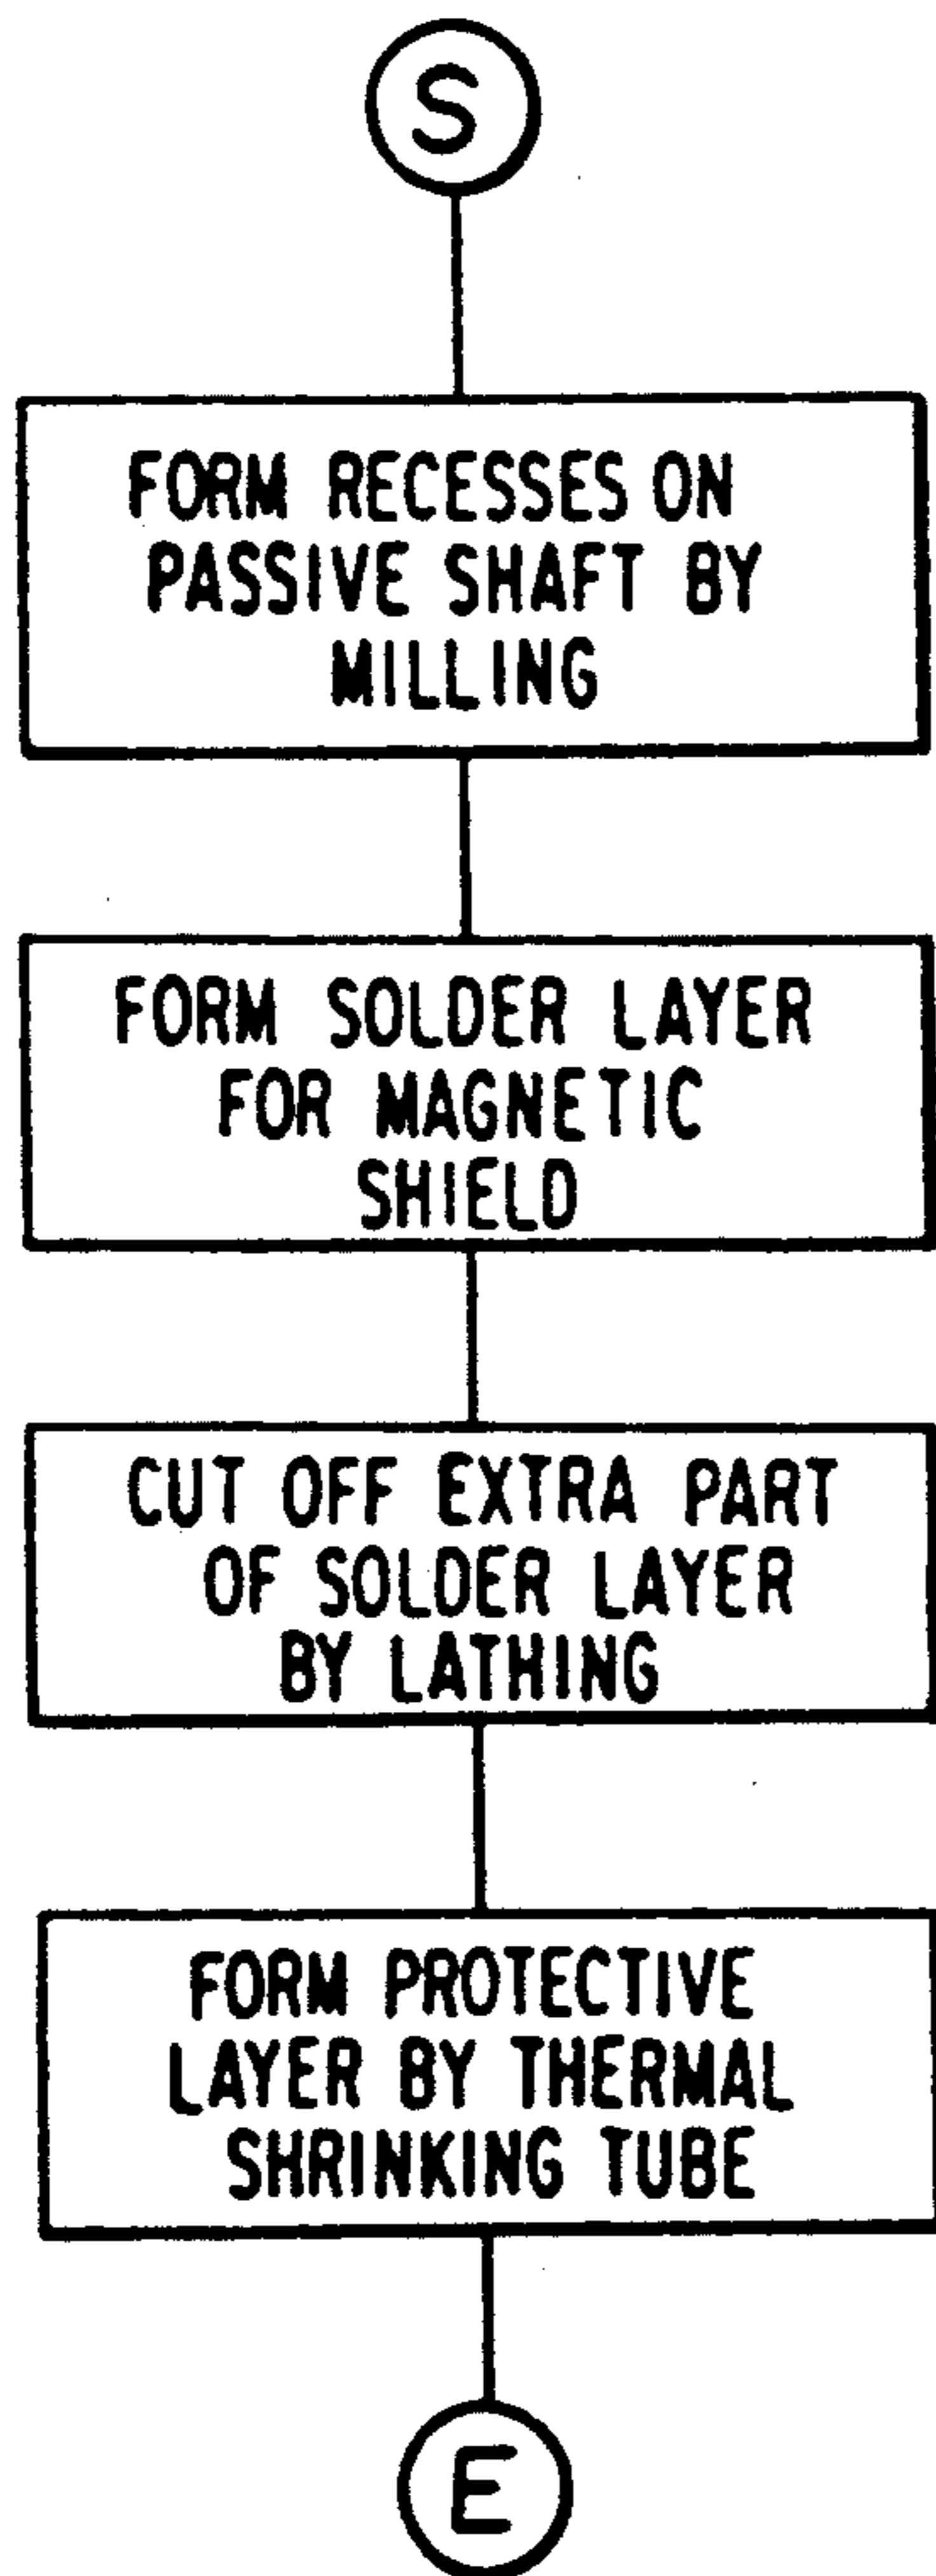 S
FORM RECESSES ON
PASSIVE SHAFT BY
MILLING
FORM SOLDER LAYER
FOR MAGNETIC
SHIELD
CUT OFF EXTRA PART
OF SOLDER LAYER
BY LATHING
FORM PROTECTIVE
LAYER BY THERMAL
SHRINKING TUBE
E